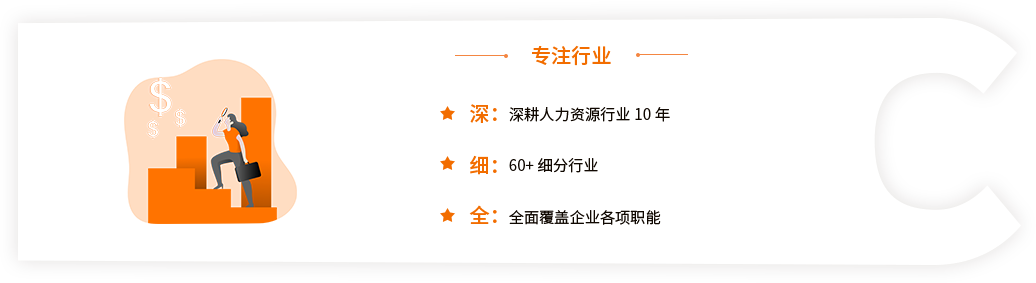 专注行业
深：深耕人力资源行业 10 年
细：60+ 细分行业
全：全面覆盖企业各项职能
$
$
$